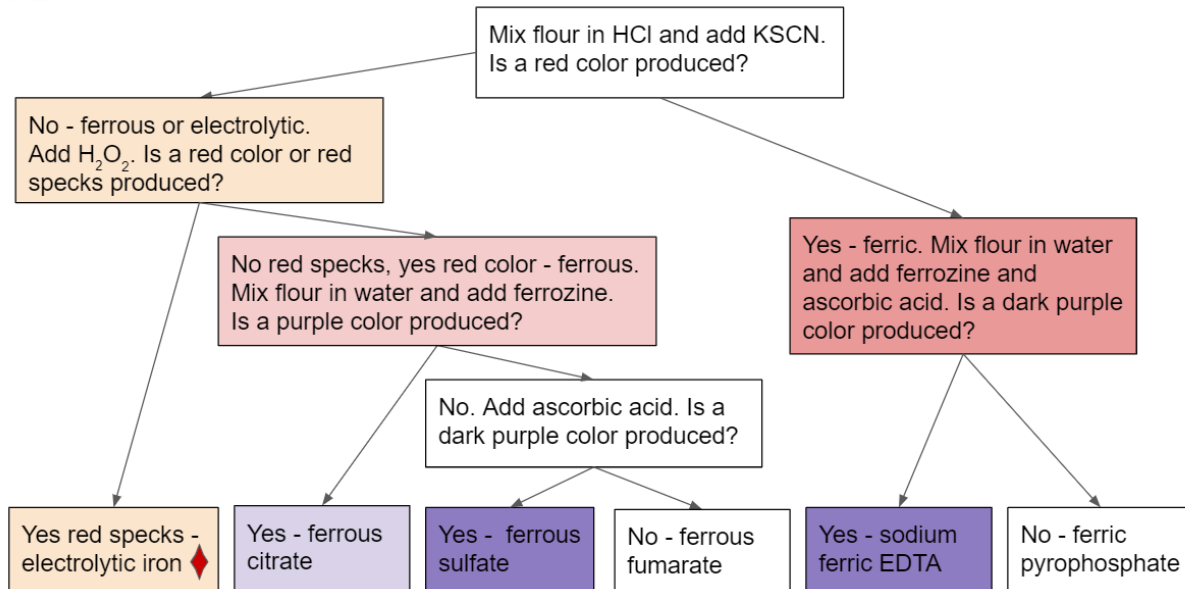 Mix flour in HCl and add KSCN.
Is a red color produced?
No - ferrous or electrolytic.
Add H₂O₂. Is a red color or red
specks produced?
No red specks, yes red color - ferrous.
Mix flour in water and add ferrozine.
Is a purple color produced?
Yes - ferric. Mix flour in water
and add ferrozine and
ascorbic acid. Is a dark purple
color produced?
No. Add ascorbic acid. Is a
dark purple color produced?
Yes red specks -
electrolytic iron
Yes - ferrous
citrate
Yes - ferrous
sulfate
No - ferrous
fumarate
Yes - sodium
ferric EDTA
No - ferric
pyrophosphate